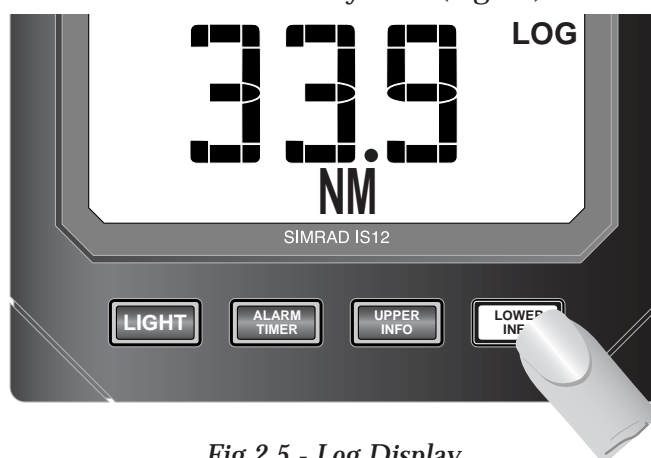 LOG
33.9
NM
SIMRAD IS12
LIGHT
ALARM
TIMER
UPPER
INFO
LOWER
Fig 2.5 - Log Display